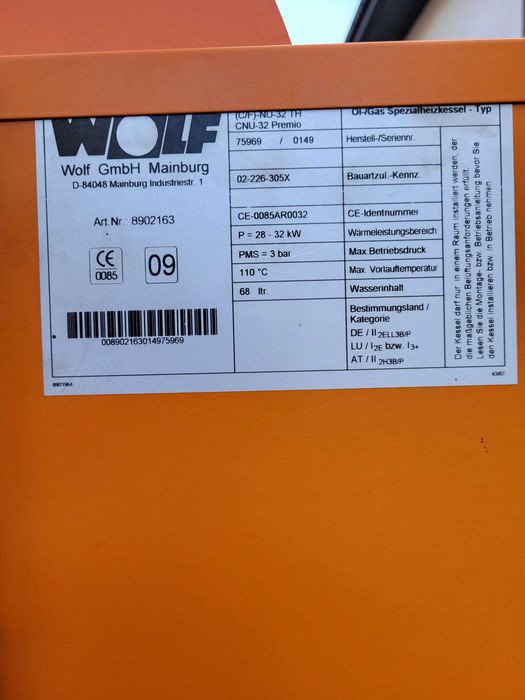 WOLF
Wolf GmbH Mainburg
D-84048 Mainburg Industriestr. 1
Art.Nr.: 8902163
CE
0085
09
008902163014975969
8901964
(C/F)-NU-32 TH
CNU-32 Premio
Öl-/Gas Spezialheizkessel - Typ
75969 / 0149
Herstell-/Seriennr.
02-226-305X
Bauartzul.-Kennz.
CE-0085AR0032
CE-Identnummer
P = 28 - 32 kW
Wärmeleistungsbereich
PMS = 3 bar
Max.Betriebsdruck
110 °C
Max. Vorlauftemperatur
68 ltr.
Wasserinhalt
Bestimmungsland /
Kategorie
DE / II2ELL3B/P
LU / I2E bzw. I3+
AT / II 2H3B/P
Der Kessel darf nur in einem Raum installiert werden, der
die maßgeblichen Belüftungsanforderungen erfüllt.
Lesen Sie die Montage- bzw. Betriebsanleitung bevor Sie
den Kessel installieren bzw. in Betrieb nehmen.
43/07